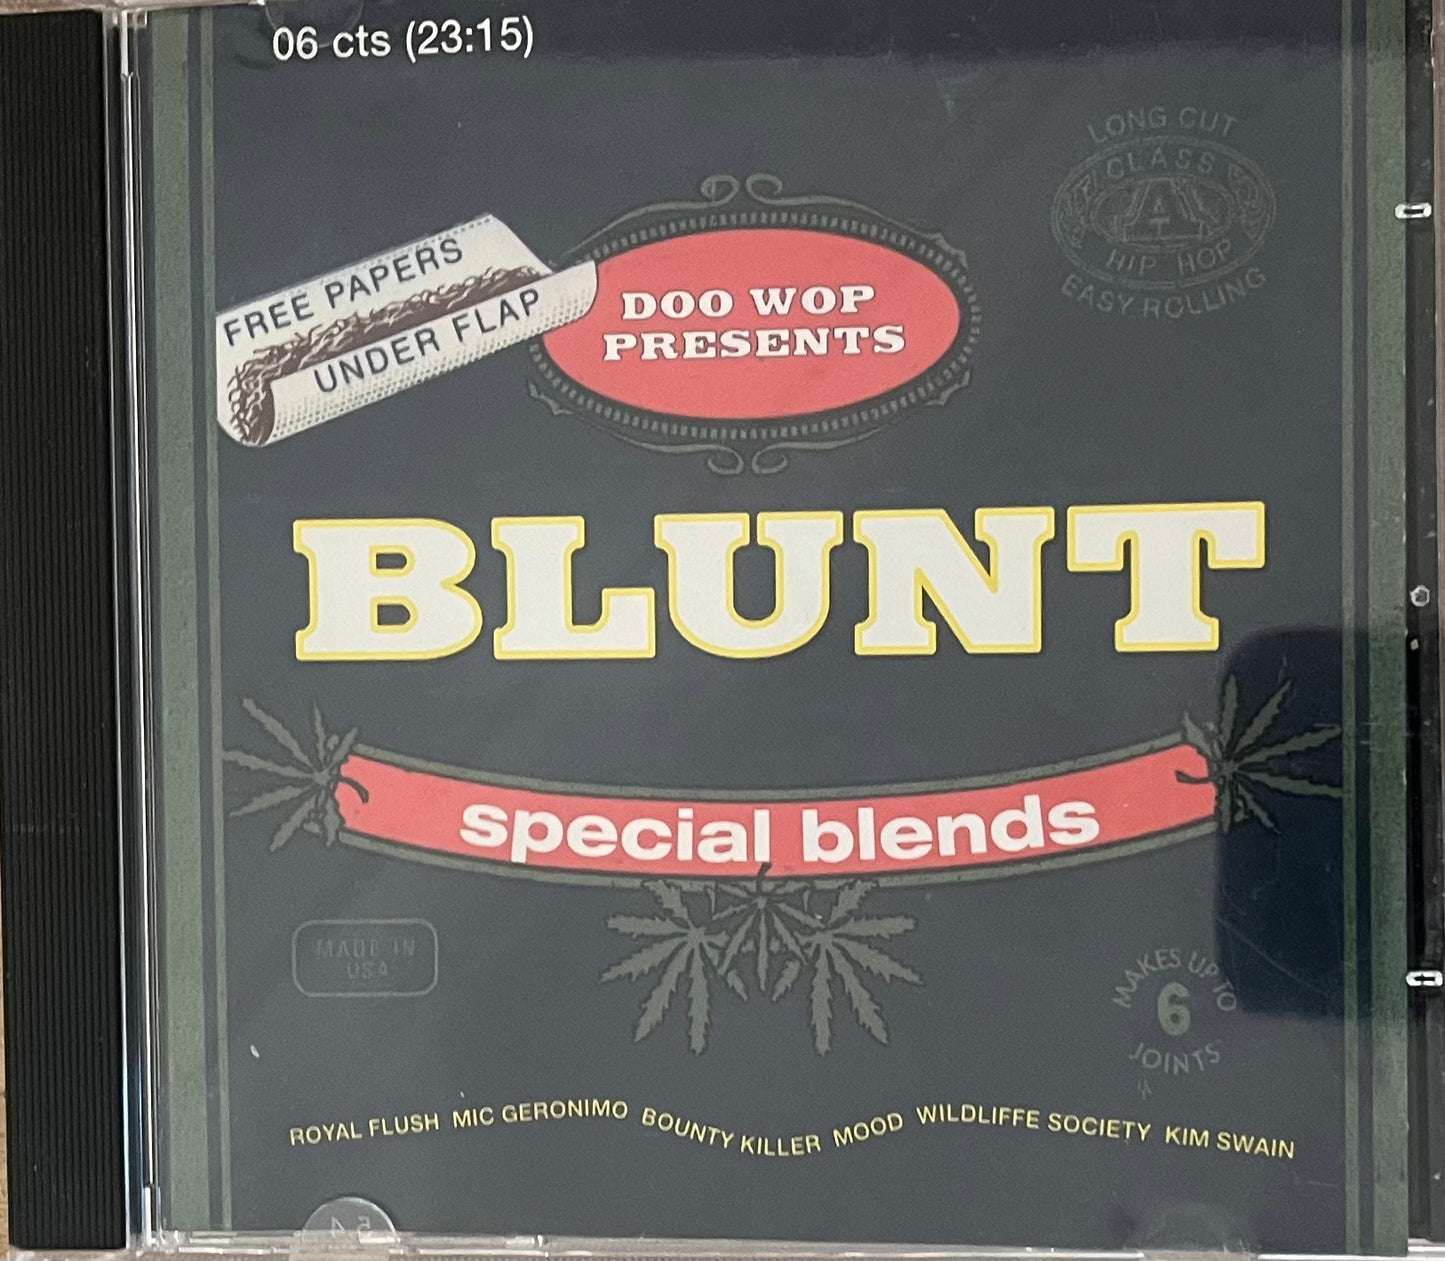 06 cts (23:15)
LONG CUT
CLASS
A
HIP HOP
EASY ROLLING
FREE PAPERS
UNDER FLAP
DOO WOP
PRESENTS
BLUNT
special blends
MADE IN
USA
MAKES UP TO
6
JOINTS
ROYAL FLUSH MIC GERONIMO BOUNTY KILLER MOOD WILDLIFFE SOCIETY KIM SWAIN